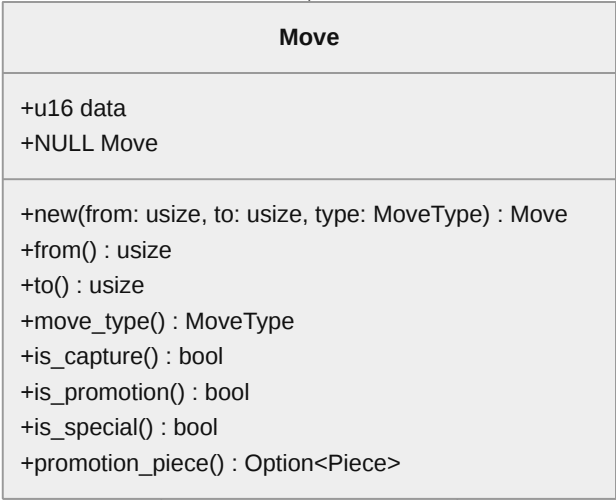 Move
+u16 data
+NULL Move
+new(from: usize, to: usize, type: MoveType) : Move
+from() : usize
+to() : usize
+move_type() : MoveType
+is_capture() : bool
+is_promotion() : bool
+is_special() : bool
+promotion_piece() : Option<Piece>